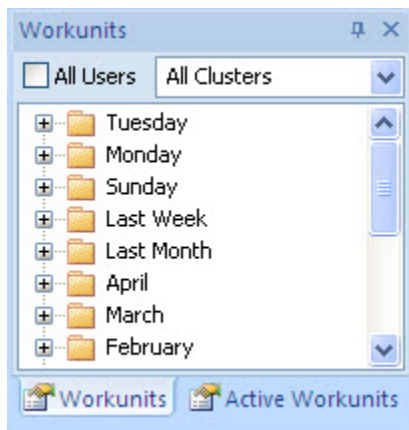 Workunits
All Users All Clusters
Tuesday
Monday
Sunday
Last Week
Last Month
April
March
February
Workunits Active Workunits